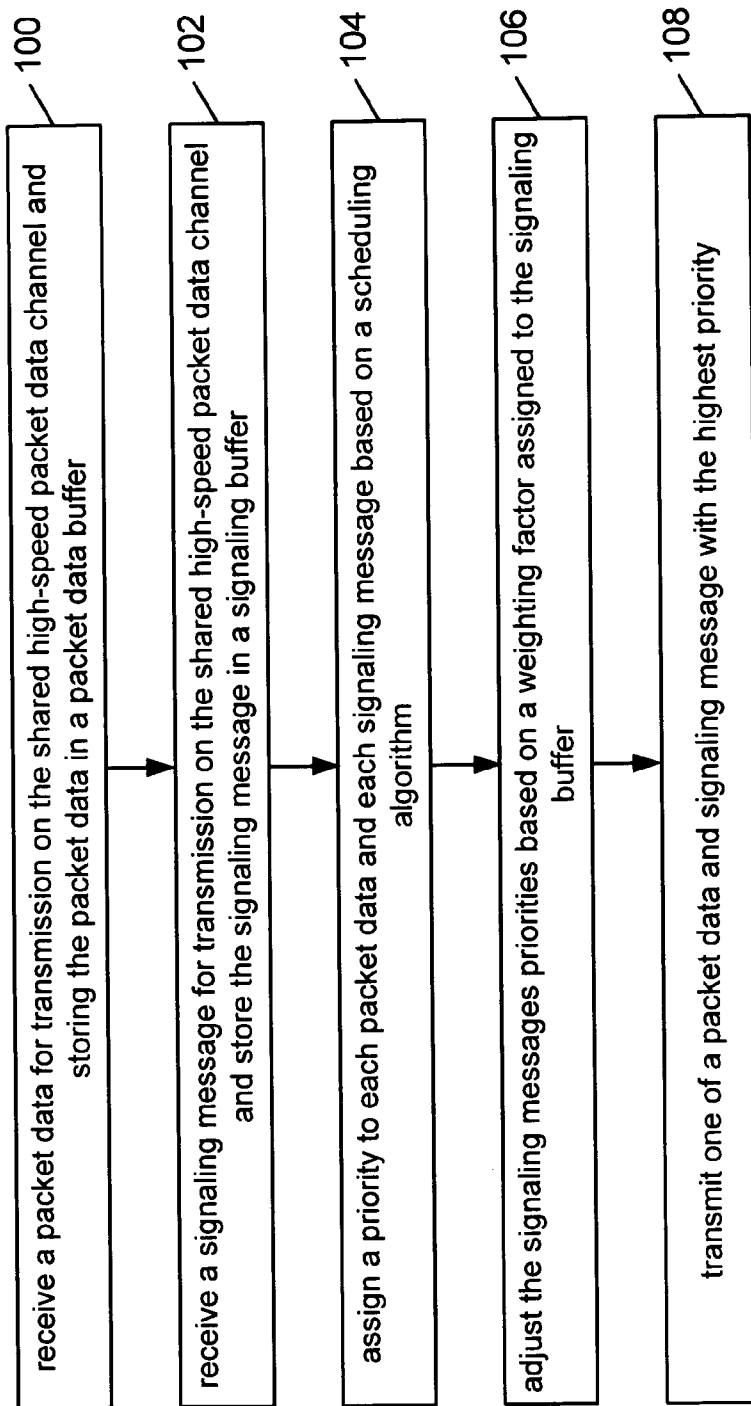 100
receive a packet data for transmission on the shared high-speed packet data channel and
storing the packet data in a packet data buffer
102
receive a signaling message for transmission on the shared high-speed packet data channel
and store the signaling message in a signaling buffer
104
assign a priority to each packet data and each signaling message based on a scheduling
algorithm
106
adjust the signaling messages priorities based on a weighting factor assigned to the signaling
buffer
108
transmit one of a packet data and signaling message with the highest priority